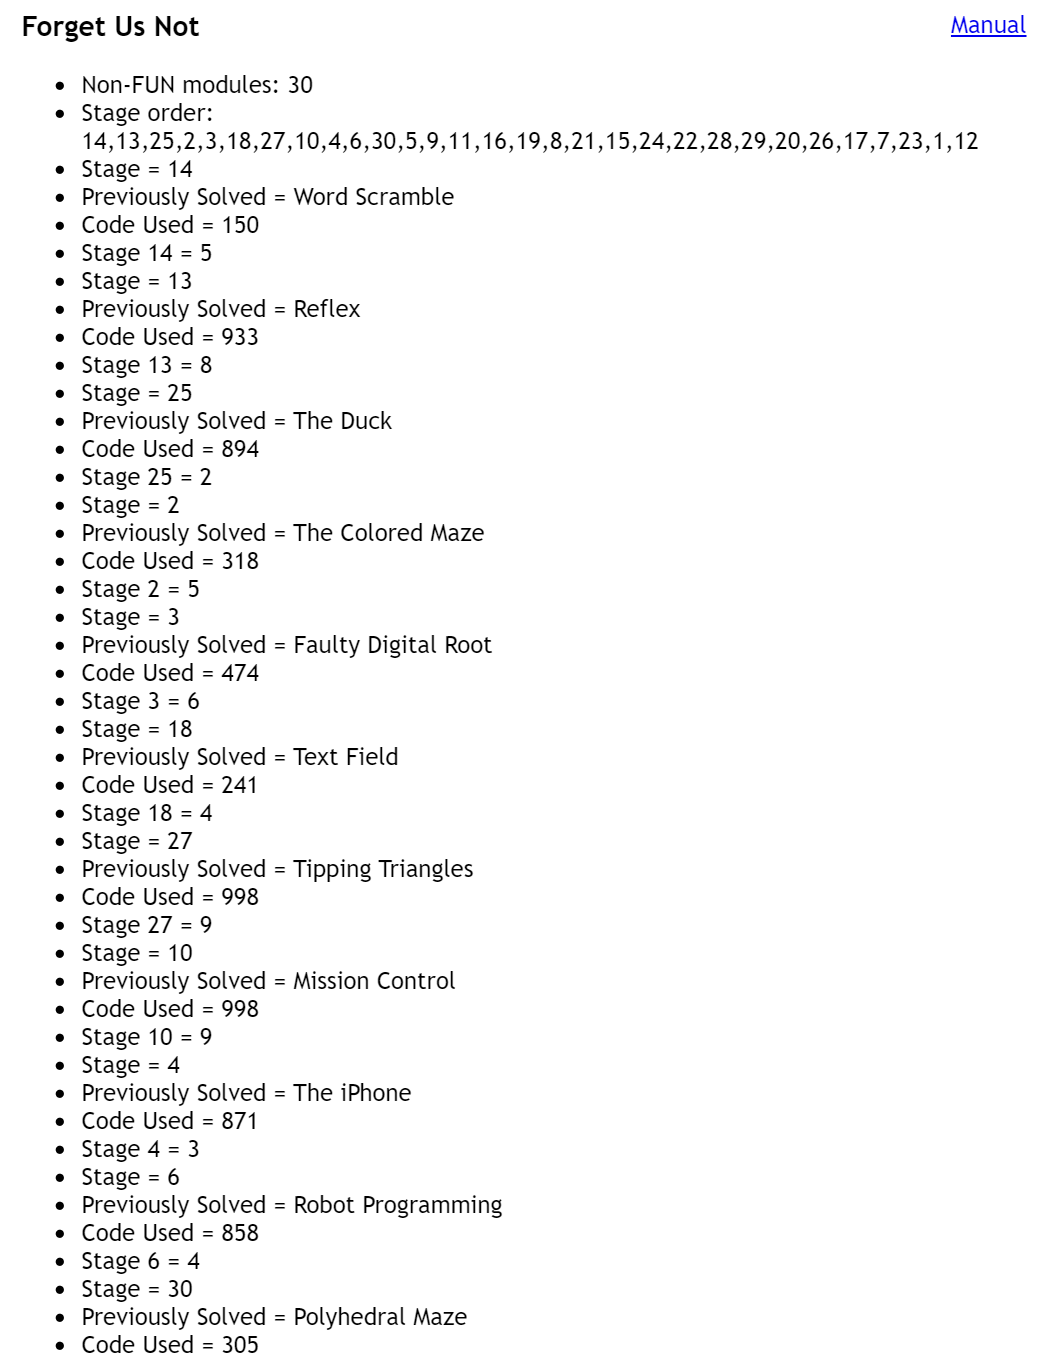 Forget Us Not
Manual
Non-FUN modules: 30
Stage order:
14,13,25,2,3,18,27,10,4,6,30,5,9,11,16,19,8,21,15,24,22,28,29,20,26,17,7,23,1,12
Stage = 14
Previously Solved = Word Scramble
Code Used = 150
Stage 14 = 5
Stage = 13
Previously Solved = Reflex
Code Used = 933
Stage 13 = 8
Stage = 25
Previously Solved = The Duck
Code Used = 894
Stage 25 = 2
Stage = 2
Previously Solved = The Colored Maze
Code Used = 318
Stage 2 = 5
Stage = 3
Previously Solved = Faulty Digital Root
Code Used = 474
Stage 3 = 6
Stage = 18
Previously Solved = Text Field
Code Used = 241
Stage 18 = 4
Stage = 27
Previously Solved = Tipping Triangles
Code Used = 998
Stage 27 = 9
Stage = 10
Previously Solved = Mission Control
Code Used = 998
Stage 10 = 9
Stage = 4
Previously Solved = The iPhone
Code Used = 871
Stage 4 = 3
Stage = 6
Previously Solved = Robot Programming
Code Used = 858
Stage 6 = 4
Stage = 30
Previously Solved = Polyhedral Maze
Code Used = 305